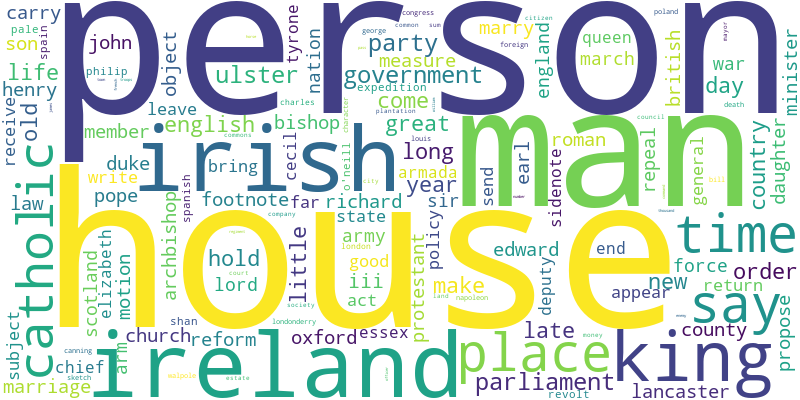 person
house
man
irish
ireland
king
catholic
time
say
place
carry
pale
son
spain
john
life
philip
henry
receive
old
object
ulster
tyrone
nation
party
measure
government
come
march
marry
queen
england
british
war
day
minister
george
congress
common
sum
citizen
foreign
poland
mayor
death
expedition
leave
member
english
bishop
great
cecil
charles
plantation
character
louis
council
roman
country
daughter
law
duke
bring
write
pope
footnote
far
richard
long
armada
year
sir
earl
send
sidenote
repeal
general
o'neill
spanish
little
archbishop
elizabeth
scotland
motion
state
army
london
good
iii
act
hold
lord
company
city
court
society
policy
protestant
edward
deputy
end
make
appear
new
force
order
return
propose
county
subject
shan
church
reform
londonderry
oxford
essex
late
land
napoleon
canning
chief
arm
marriage
sketch
walpole
estate
money
parliament
revolt
lancaster
commons